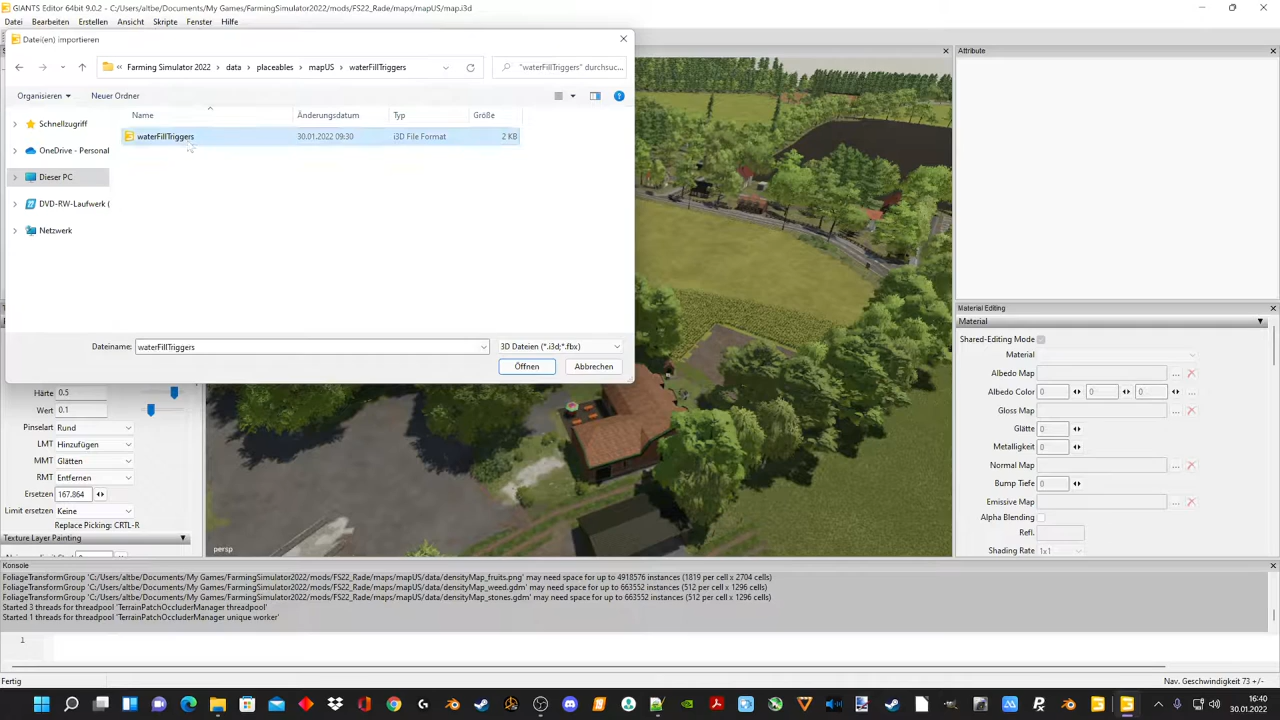 GIANTS Editor 64bit 9.0.2 - C:/Users/altbe/Documents/My Games/FarmingSimulator2022/mods/FS22_Rade/maps/mapUS/map.i3d
Datei Bearbeiten Erstellen Ansicht Skripte Fenster Hilfe
Datei(en) importieren
Attribute
« Farming Simulator 2022 > data > placeables > mapUS > waterFillTriggers
"waterFillTriggers" durchsuc...
Organisieren Neuer Ordner
Name Änderungsdatum Typ Größe
Schnellzugriff
waterFillTriggers 30.01.2022 09:30 i3D File Format 2 KB
OneDrive - Personal
Dieser PC
DVD-RW-Laufwerk (
Netzwerk
Dateiname: waterFillTriggers 3D Dateien (*.i3d;*.fbx)
Öffnen Abbrechen
Härte 0.5
Wert 0.1
Pinselart Rund
LMT Hinzufügen
MMT Glätten
RMT Entfernen
Ersetzen 167.864
Limit ersetzen Keine
Replace Picking: CRTL-R
Texture Layer Painting
persp
Material Editing
Material
Shared-Editing Mode
Material
Albedo Map ...
Albedo Color 0 0 0 ...
Gloss Map ...
Glätte 0
Metalligkeit 0
Normal Map ...
Bump Tiefe 0
Emissive Map ...
Alpha Blending
Refl.
Shading Rate 1x1
Konsole
FoliageTransformGroup 'C:/Users/altbe/Documents/My Games/FarmingSimulator2022/mods/FS22_Rade/maps/mapUS/data/densityMap_fruits.png' may need space for up to 4918576 instances (1819 per cell x 2704 cells)
FoliageTransformGroup 'C:/Users/altbe/Documents/My Games/FarmingSimulator2022/mods/FS22_Rade/maps/mapUS/data/densityMap_weed.gdm' may need space for up to 663552 instances (512 per cell x 1296 cells)
FoliageTransformGroup 'C:/Users/altbe/Documents/My Games/FarmingSimulator2022/mods/FS22_Rade/maps/mapUS/data/densityMap_stones.gdm' may need space for up to 663552 instances (512 per cell x 1296 cells)
Started 3 threads for threadpool 'TerrainPatchOccluderManager threadpool'
Started 1 threads for threadpool 'TerrainPatchOccluderManager unique worker'
1
Fertig
Nav. Geschwindigkeit 73 +/-
16:40
30.01.2022